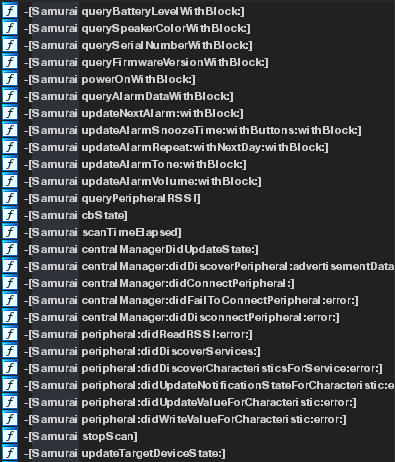 f -[Samurai queryBatteryLevelWithBlock:]
f -[Samurai querySpeakerColorWithBlock:]
f -[Samurai querySerialNumberWithBlock:]
f -[Samurai queryFirmwareVersionWithBlock:]
f -[Samurai powerOnWithBlock:]
f -[Samurai queryAlarmDataWithBlock:]
f -[Samurai updateNextAlarm:withBlock:]
f -[Samurai updateAlarmSnoozeTime:withButtons:withBlock:]
f -[Samurai updateAlarmRepeat:withNextDay:withBlock:]
f -[Samurai updateAlarmTone:withBlock:]
f -[Samurai updateAlarmVolume:withBlock:]
f -[Samurai queryPeripheralRSSI]
f -[Samurai cbState]
f -[Samurai scanTimeElapsed]
f -[Samurai centralManagerDidUpdateState:]
f -[Samurai centralManager:didDiscoverPeripheral:advertisementData
f -[Samurai centralManager:didConnectPeripheral:]
f -[Samurai centralManager:didFailToConnectPeripheral:error:]
f -[Samurai centralManager:didDisconnectPeripheral:error:]
f -[Samurai peripheral:didReadRSSI:error:]
f -[Samurai peripheral:didDiscoverServices:]
f -[Samurai peripheral:didDiscoverCharacteristicsForService:error:]
f -[Samurai peripheral:didUpdateNotificationStateForCharacteristic:e
f -[Samurai peripheral:didUpdateValueForCharacteristic:error:]
f -[Samurai peripheral:didWriteValueForCharacteristic:error:]
f -[Samurai stopScan]
f -[Samurai updateTargetDeviceState:]